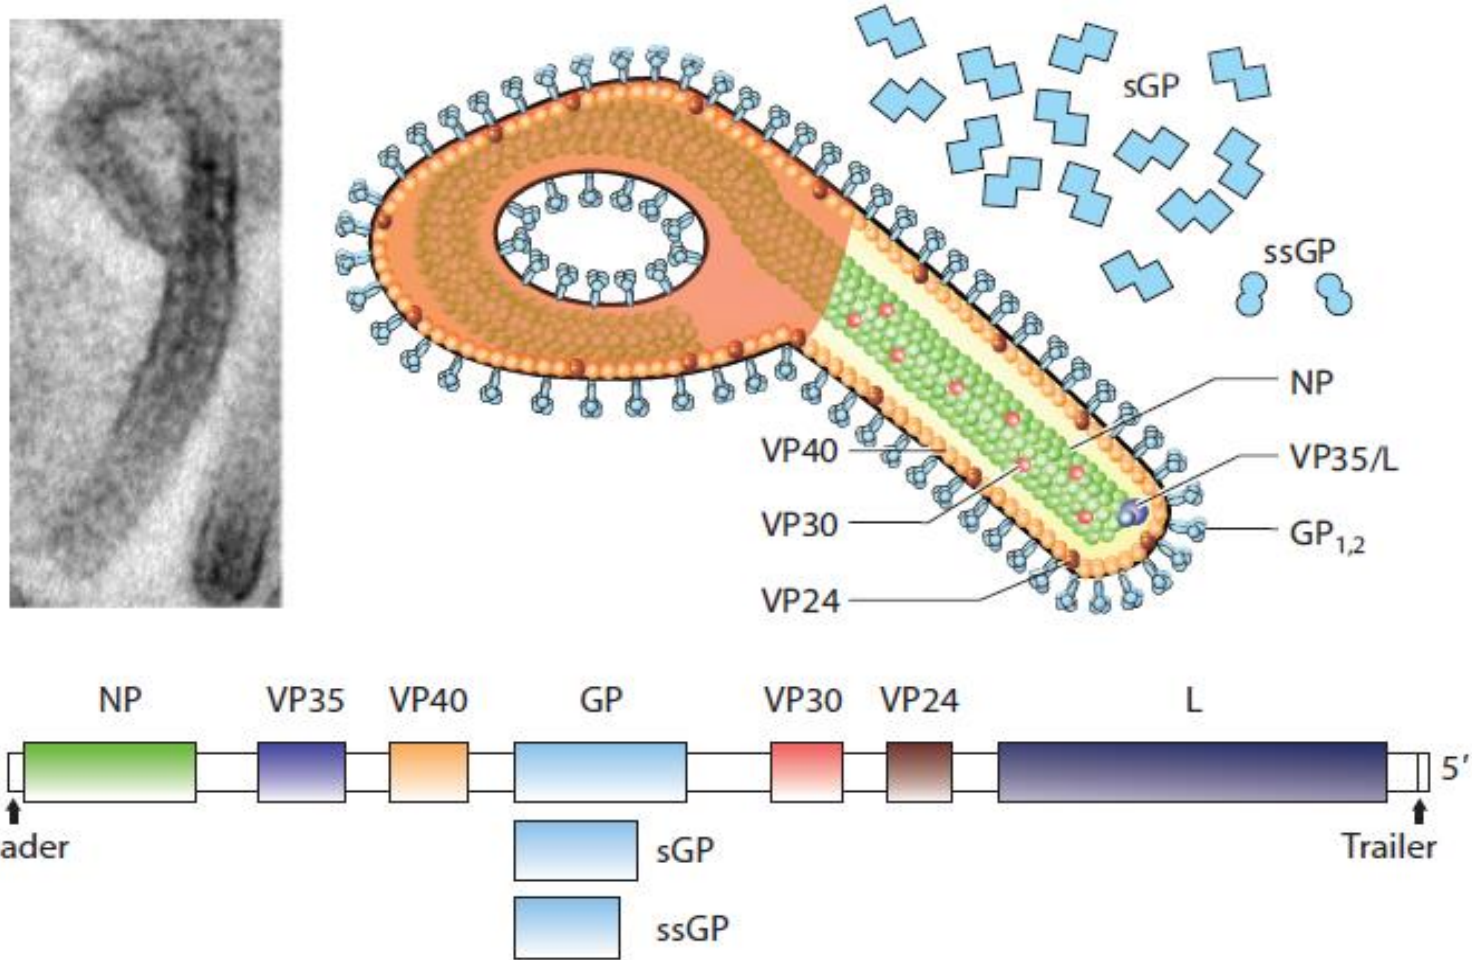 sGP
ssGP
NP
VP40
VP35/L
VP30
GP1,2
VP24
NP VP35 VP40 GP VP30 VP24 L
5′
ader
Trailer
sGP
ssGP